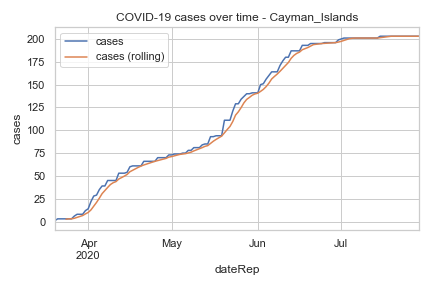 COVID-19 cases over time - Cayman_Islands
cases
cases (rolling)
200
175
150
125
100
75
50
25
0
cases
Apr
2020
May
Jun
Jul
dateRep